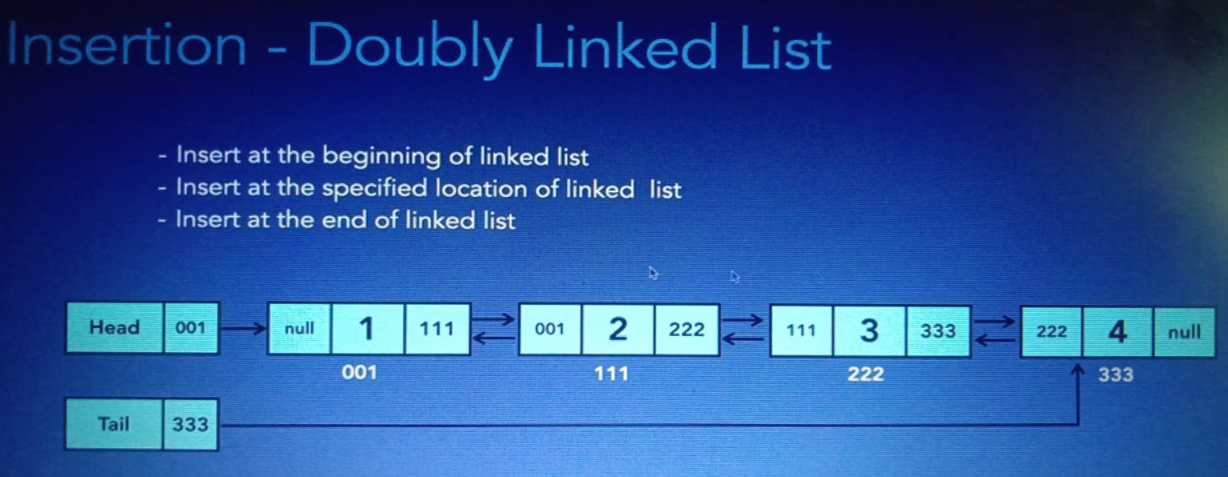 Insertion - Doubly Linked List
- Insert at the beginning of linked list
- Insert at the specified location of linked list
- Insert at the end of linked list
Head 001 null 1 111 001 2 222 111 3 333 222 4 null
001 111 222 333
Tail 333